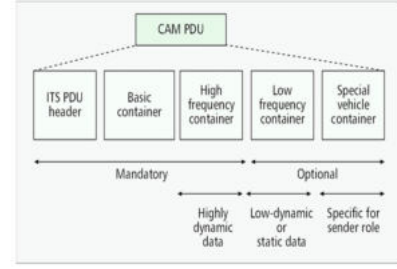 CAM PDU
ITS PDU
header
Basic
container
High
frequency
container
Low
frequency
container
Special
vehicle
container
Mandatory
Optional
Highly
dynamic
data
Low-dynamic
or
static data
Specific for
sender role